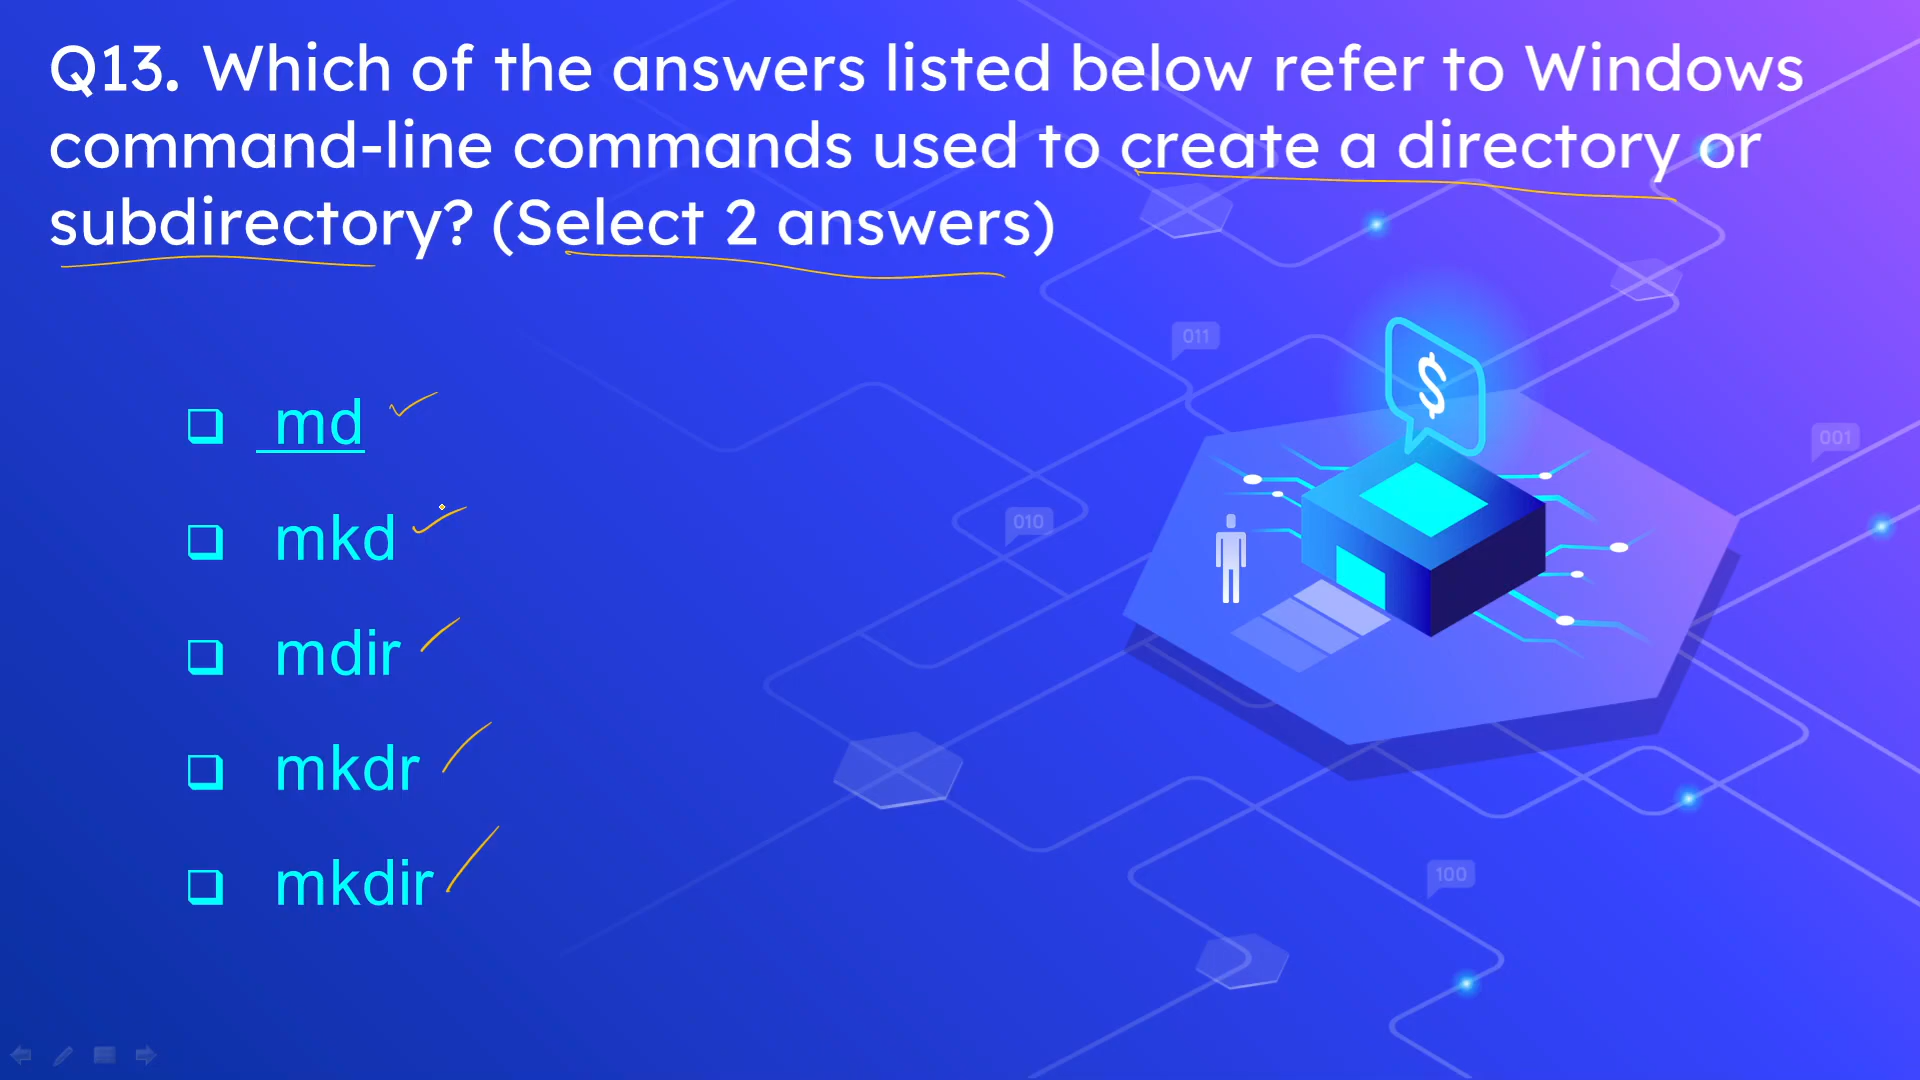 Q13. Which of the answers listed below refer to Windows
command-line commands used to create a directory or
subdirectory? (Select 2 answers)
md
mkd
mdir
mkdr
mkdir
$
011
001
010
100